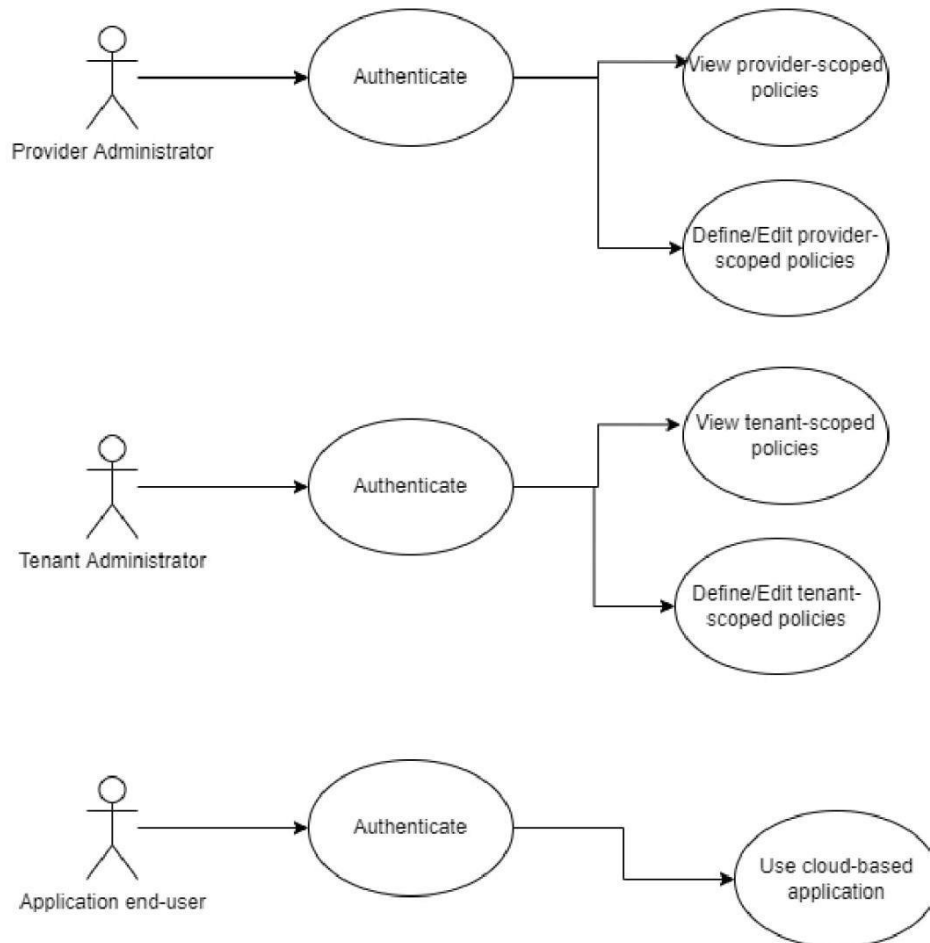 Authenticate
View provider-scoped
policies
Provider Administrator
Define/Edit provider-
scoped policies
View tenant-scoped
policies
Authenticate
Tenant Administrator
Define/Edit tenant-
scoped policies
Authenticate
Use cloud-based
application
Application end-user